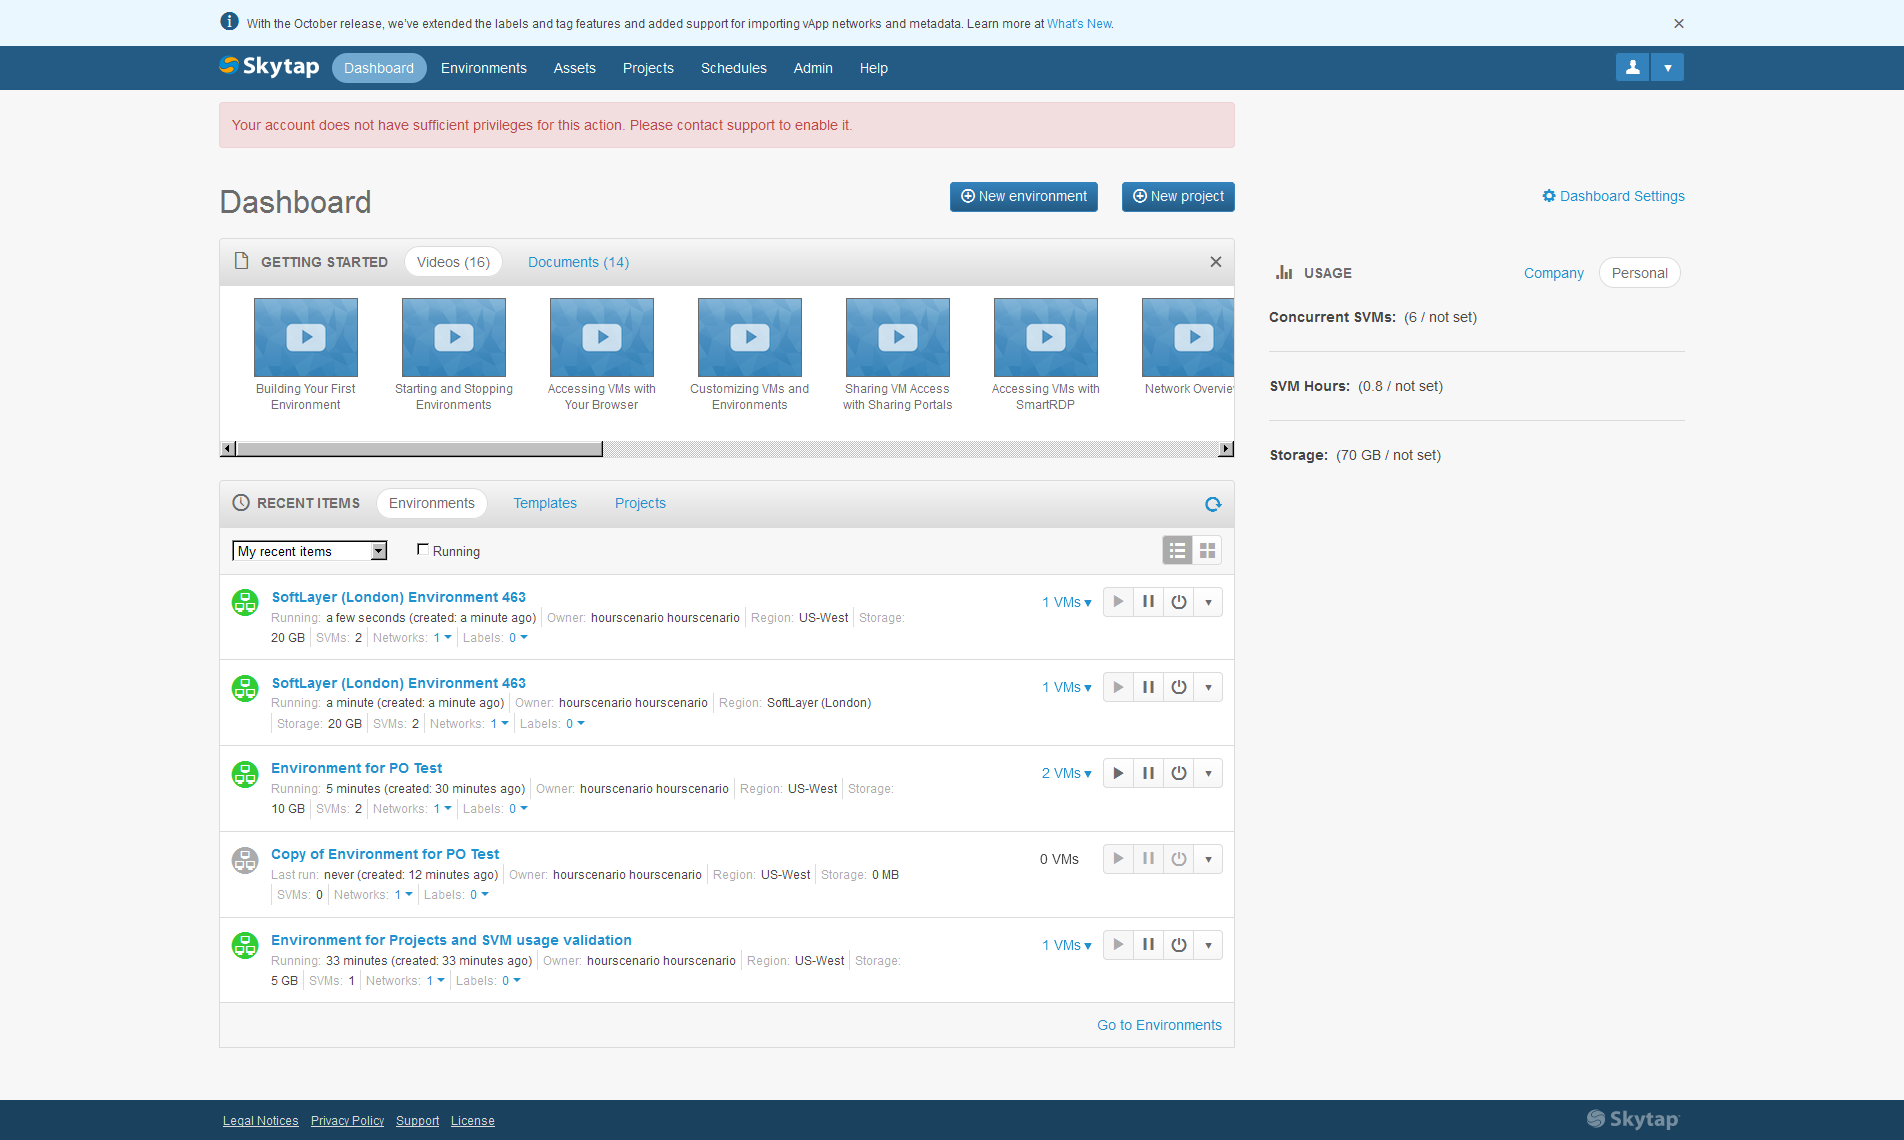 With the October release, we've extended the labels and tag features and added support for importing vApp networks and metadata. Learn more at What's New.
Skytap Dashboard Environments Assets Projects Schedules Admin Help
Your account does not have sufficient privileges for this action. Please contact support to enable it.
Dashboard
New environment
New project
Dashboard Settings
GETTING STARTED Videos (16) Documents (14)
Building Your First
Environment
Starting and Stopping
Environments
Accessing VMs with
Your Browser
Customizing VMs and
Environments
Sharing VM Access
with Sharing Portals
Accessing VMs with
SmartRDP
Network Overvie
USAGE Company Personal
Concurrent SVMs: (6 / not set)
SVM Hours: (0.8 / not set)
Storage: (70 GB / not set)
RECENT ITEMS Environments Templates Projects
My recent items Running
SoftLayer (London) Environment 463
1 VMs
Running: a few seconds (created: a minute ago) Owner: hourscenario hourscenario Region: US-West Storage:
20 GB SVMs: 2 Networks: 1 Labels: 0
SoftLayer (London) Environment 463
1 VMs
Running: a minute (created: a minute ago) Owner: hourscenario hourscenario Region: SoftLayer (London)
Storage: 20 GB SVMs: 2 Networks: 1 Labels: 0
Environment for PO Test
2 VMs
Running: 5 minutes (created: 30 minutes ago) Owner: hourscenario hourscenario Region: US-West Storage:
10 GB SVMs: 2 Networks: 1 Labels: 0
Copy of Environment for PO Test
0 VMs
Last run: never (created: 12 minutes ago) Owner: hourscenario hourscenario Region: US-West Storage: 0 MB
SVMs: 0 Networks: 1 Labels: 0
Environment for Projects and SVM usage validation
1 VMs
Running: 33 minutes (created: 33 minutes ago) Owner: hourscenario hourscenario Region: US-West Storage:
5 GB SVMs: 1 Networks: 1 Labels: 0
Go to Environments
Legal Notices Privacy Policy Support License
Skytap